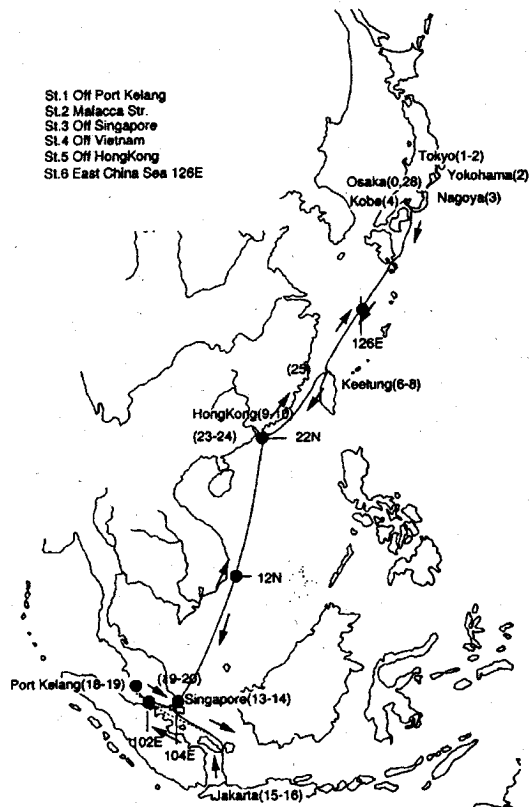 St.1 Off Port Kelang
St.2 Malacca Str.
St.3 Off Singapore
St.4 Off Vietnam
St.5 Off HongKong
St.6 East China Sea 126E
Tokyo(1-2)
Yokohama(2)
Osaka(0,28)
Nagoya(3)
Kobe(4)
126E
(25)
Keelung(6-8)
HongKong(9-10)
(23-24)
22N
12N
(19-20)
Port Kelang(18-19)
Singapore(13-14)
102E
104E
Jakarta(15-16)